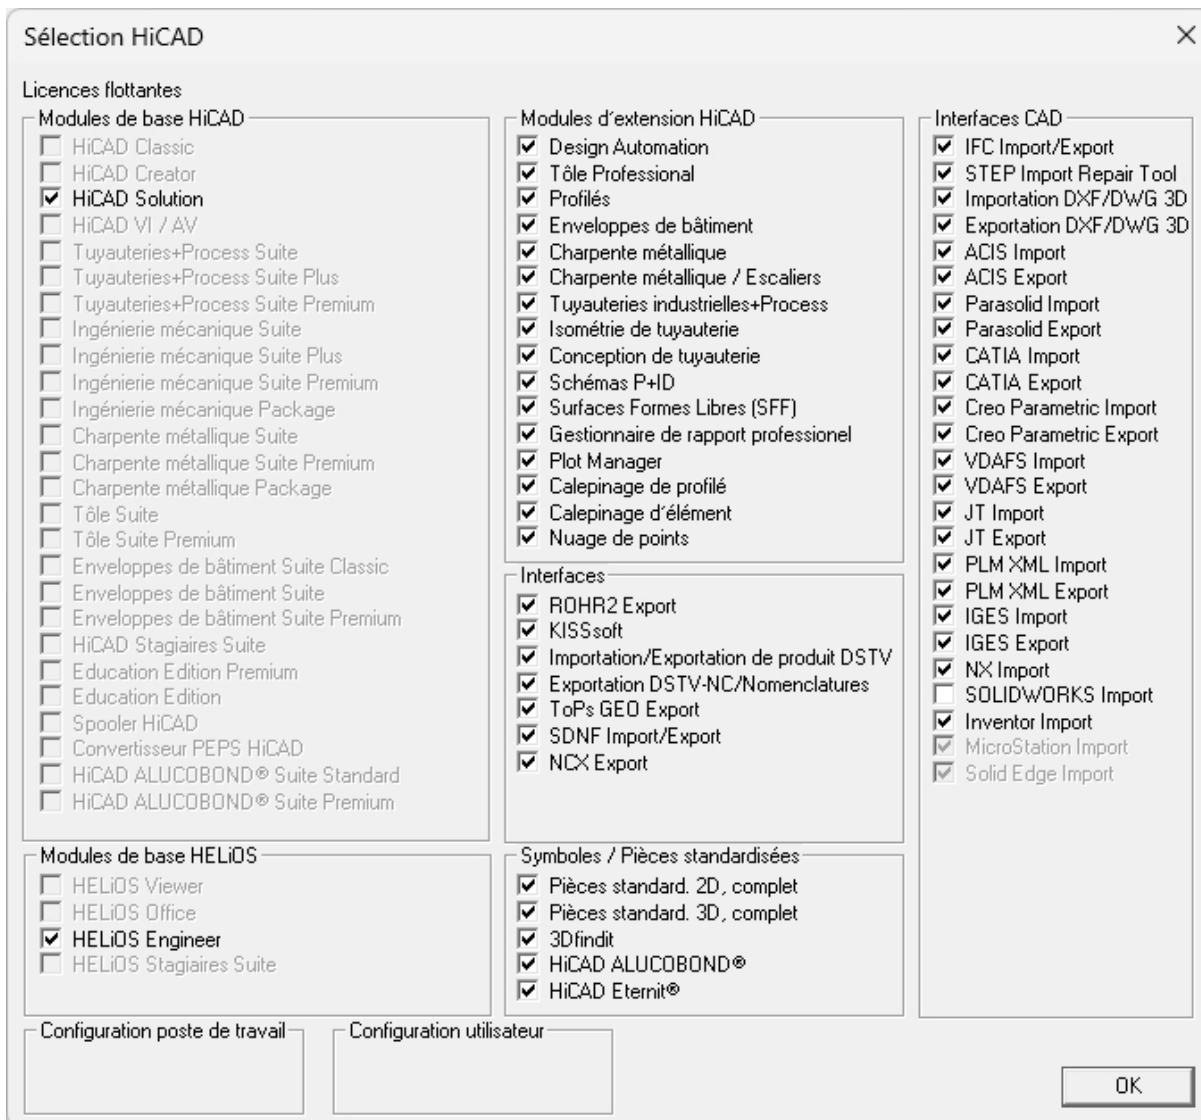 Sélection HiCAD
Licences flottantes
Modules de base HiCAD
HiCAD Classic
HiCAD Creator
HiCAD Solution
HiCAD VI / AV
Tuyauteries+Process Suite
Tuyauteries+Process Suite Plus
Tuyauteries+Process Suite Premium
Ingénierie mécanique Suite
Ingénierie mécanique Suite Plus
Ingénierie mécanique Suite Premium
Ingénierie mécanique Package
Charpente métallique Suite
Charpente métallique Suite Premium
Charpente métallique Package
Tôle Suite
Tôle Suite Premium
Enveloppes de bâtiment Suite Classic
Enveloppes de bâtiment Suite
Enveloppes de bâtiment Suite Premium
HiCAD Stagiaires Suite
Education Edition Premium
Education Edition
Spooler HiCAD
Convertisseur PEPS HiCAD
HiCAD ALUCOBOND® Suite Standard
HiCAD ALUCOBOND® Suite Premium
Modules de base HELiOS
HELiOS Viewer
HELiOS Office
HELiOS Engineer
HELiOS Stagiaires Suite
Configuration poste de travail
Configuration utilisateur
Modules d´extension HiCAD
Design Automation
Tôle Professional
Profilés
Enveloppes de bâtiment
Charpente métallique
Charpente métallique / Escaliers
Tuyauteries industrielles+Process
Isométrie de tuyauterie
Conception de tuyauterie
Schémas P+ID
Surfaces Formes Libres (SFF)
Gestionnaire de rapport professionel
Plot Manager
Calepinage de profilé
Calepinage d´élément
Nuage de points
Interfaces
ROHR2 Export
KISSsoft
Importation/Exportation de produit DSTV
Exportation DSTV-NC/Nomenclatures
ToPs GEO Export
SDNF Import/Export
NCX Export
Symboles / Pièces standardisées
Pièces standard. 2D, complet
Pièces standard. 3D, complet
3Dfindit
HiCAD ALUCOBOND®
HiCAD Eternit®
Interfaces CAD
IFC Import/Export
STEP Import Repair Tool
Importation DXF/DWG 3D
Exportation DXF/DWG 3D
ACIS Import
ACIS Export
Parasolid Import
Parasolid Export
CATIA Import
CATIA Export
Creo Parametric Import
Creo Parametric Export
VDAFS Import
VDAFS Export
JT Import
JT Export
PLM XML Import
PLM XML Export
IGES Import
IGES Export
NX Import
SOLIDWORKS Import
Inventor Import
MicroStation Import
Solid Edge Import
OK